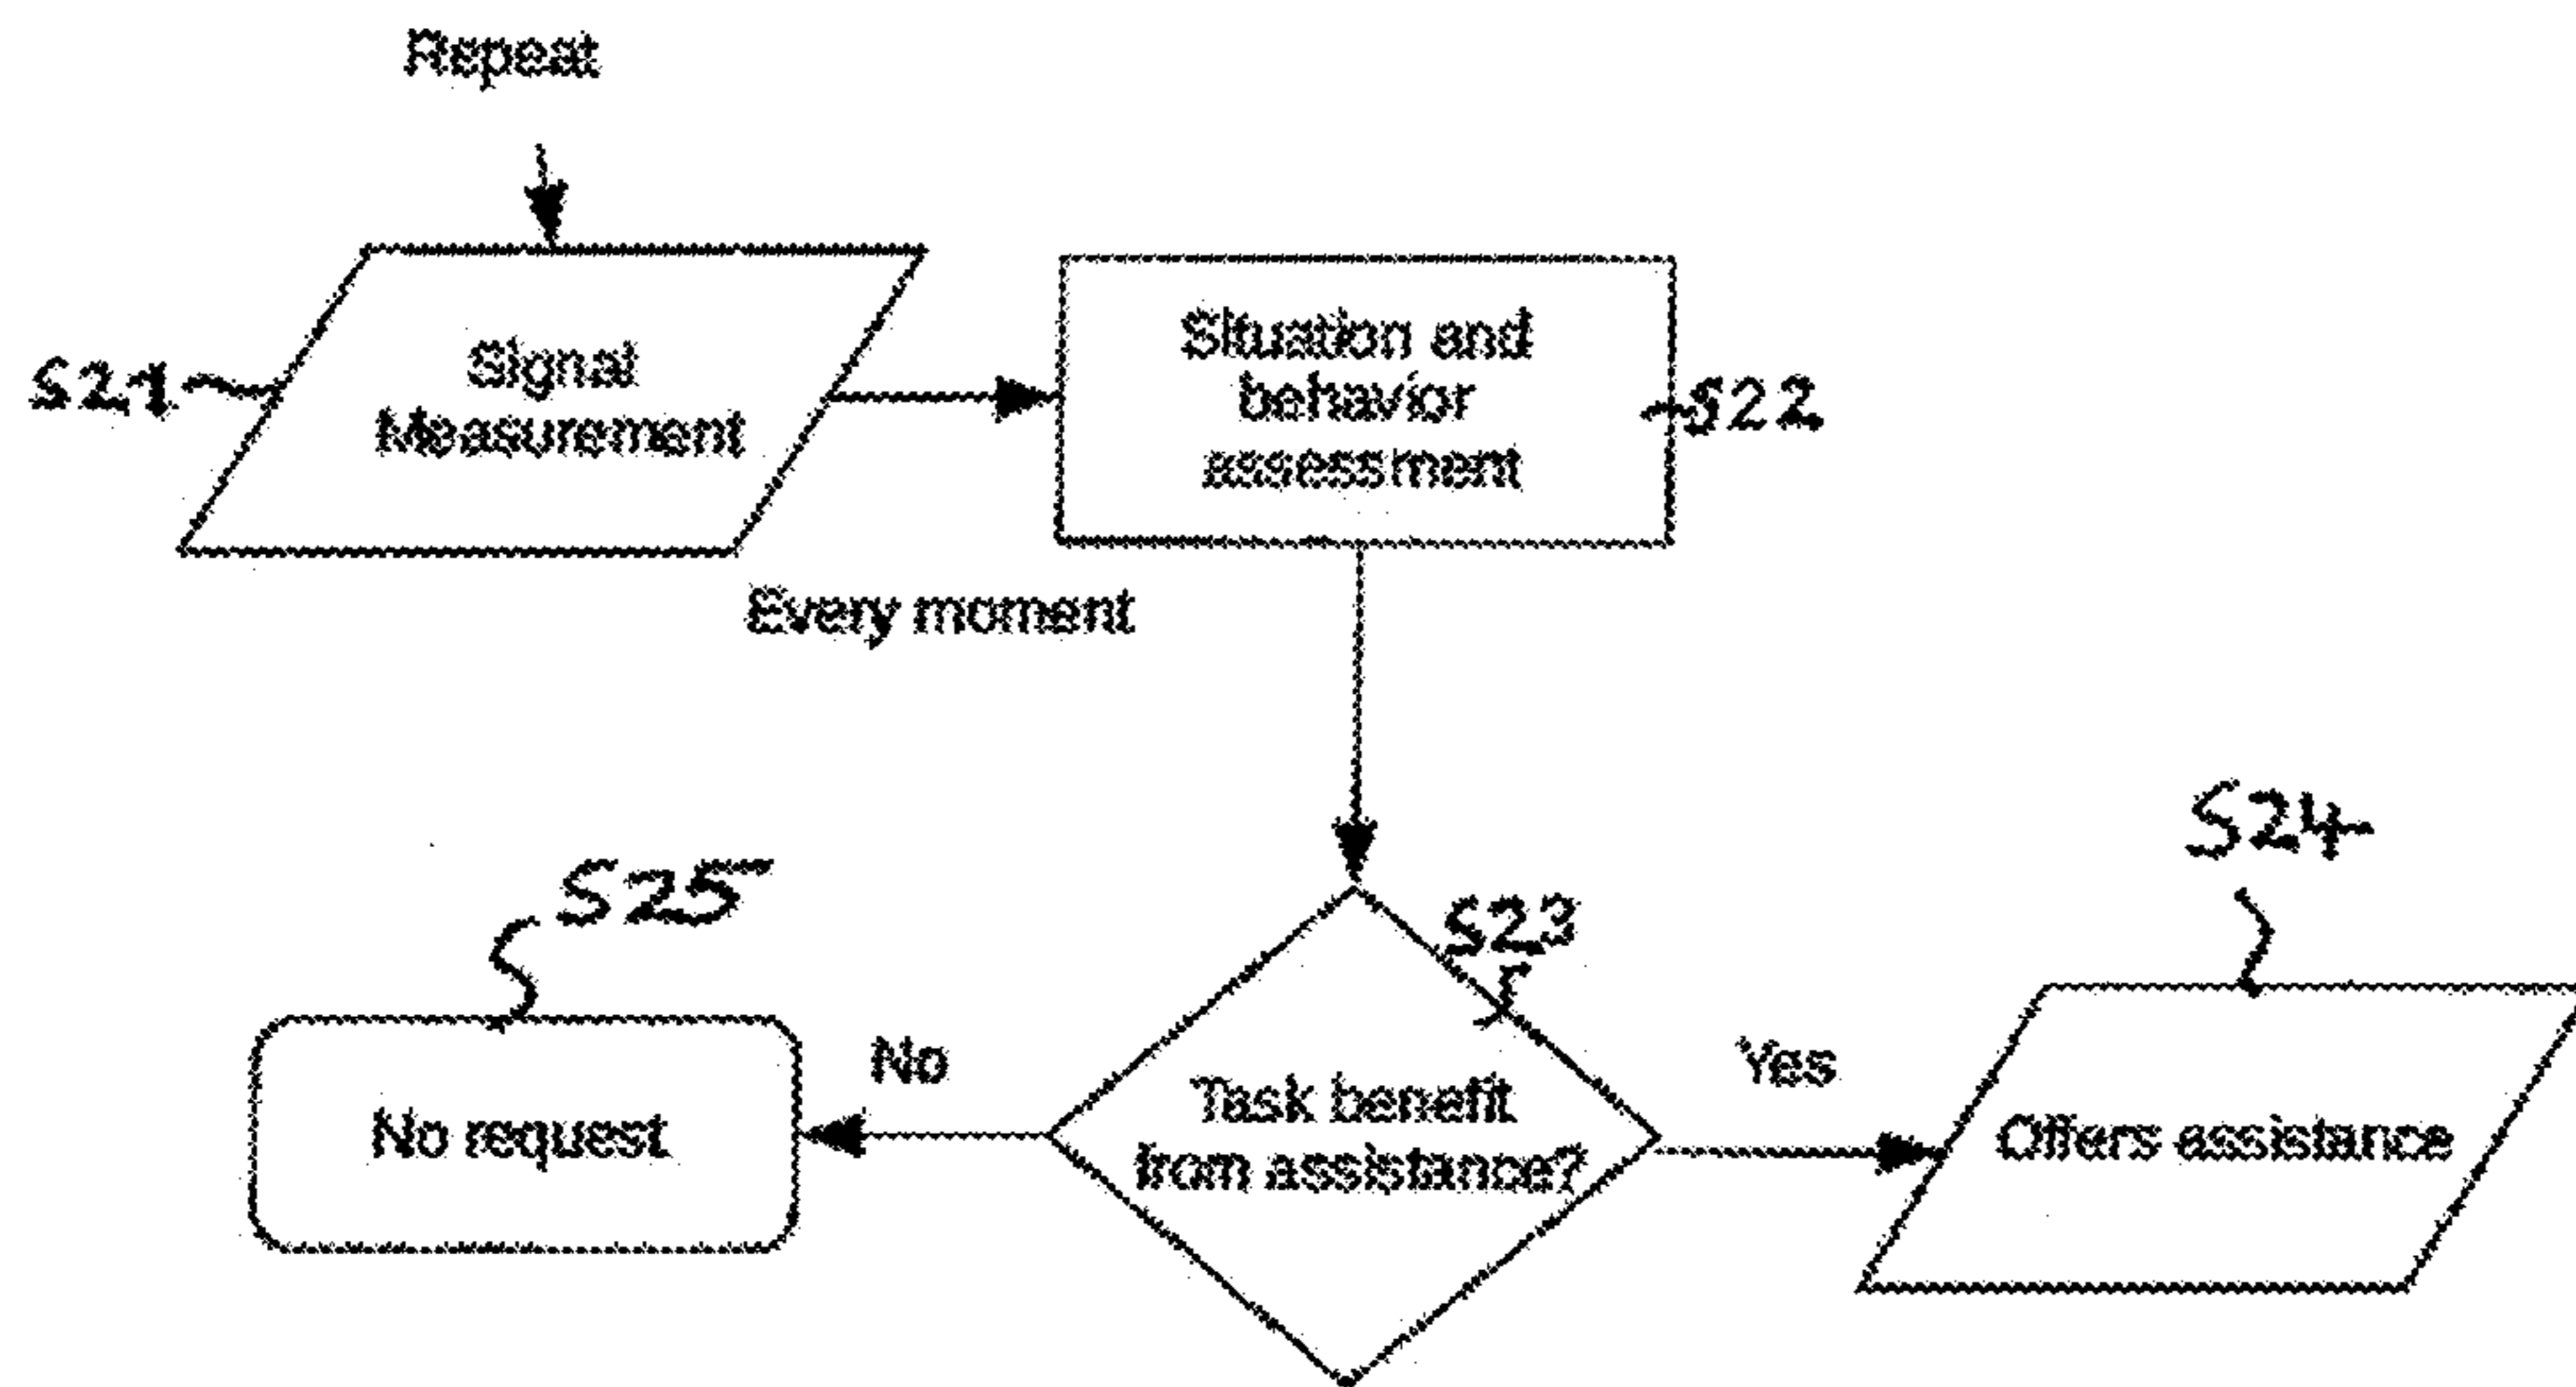 Repeat
Signal
Measurement
S21
Situation and
behavior
assessment
S22
Every moment
S23
Task benefit
from assistance?
No
S25
No request
Yes
S24
Offers assistance